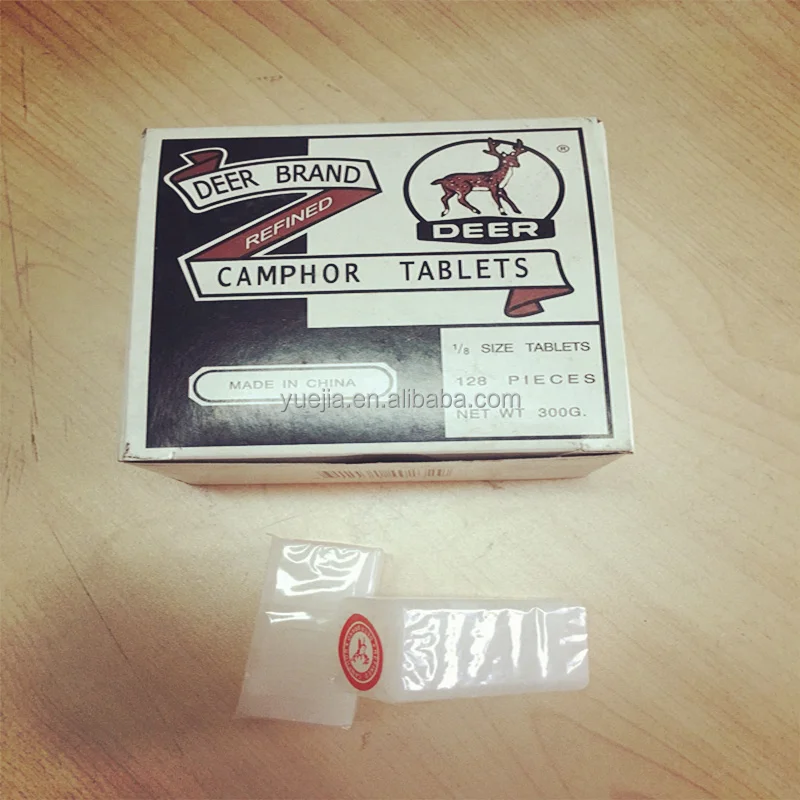 DEER BRAND
REFINED
CAMPHOR TABLETS
®
DEER
1/8 SIZE TABLETS
128 PIECES
NET WT 300G.
MADE IN CHINA
yuejia.en.alibaba.com